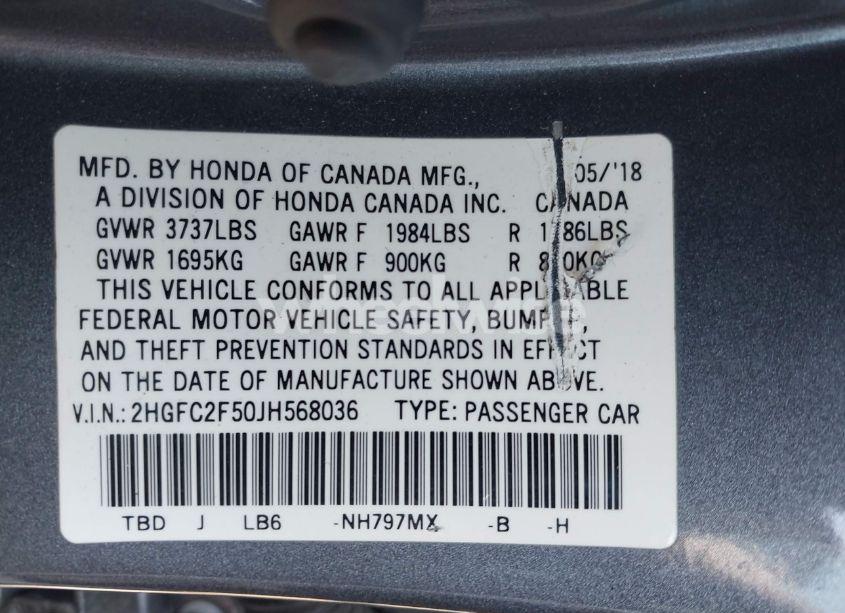 MFD. BY HONDA OF CANADA MFG., 05/'18
A DIVISION OF HONDA CANADA INC. CANADA
GVWR 3737LBS GAWR F 1984LBS R LBS
GVWR 1695KG GAWR F 900KG R
THIS VEHICLE CONFORMS TO ALL APPLICABLE
FEDERAL MOTOR VEHICLE SAFETY, BUMPER,
AND THEFT PREVENTION STANDARDS IN EFFECT
ON THE DATE OF MANUFACTURE SHOWN ABOVE.
V.I.N.: 2HGFC2F50JH568036 TYPE: PASSENGER CAR
TBD J LB6 -NH797MX -B -H